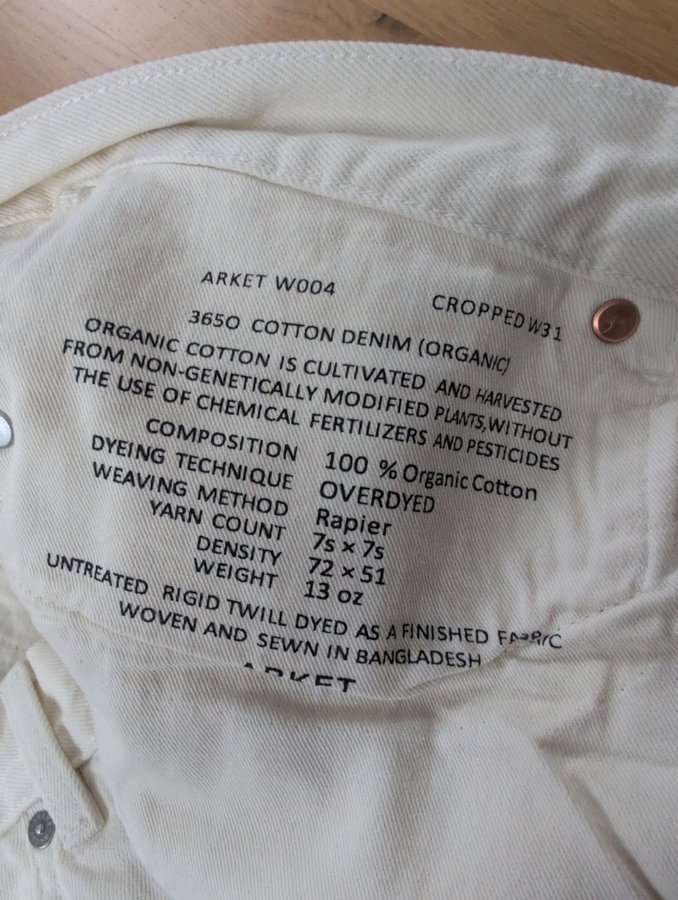 ARKET W004
CROPPED W31
3650 COTTON DENIM (ORGANIC)
ORGANIC COTTON IS CULTIVATED AND HARVESTED
FROM NON-GENETICALLY MODIFIED PLANTS, WITHOUT
THE USE OF CHEMICAL FERTILIZERS AND PESTICIDES
COMPOSITION 100 % Organic Cotton
DYEING TECHNIQUE OVERDYED
WEAVING METHOD Rapier
YARN COUNT 7s × 7s
DENSITY 72 × 51
WEIGHT 13 oz
UNTREATED RIGID TWILL DYED AS A FINISHED FABRIC
WOVEN AND SEWN IN BANGLADESH
ARKET